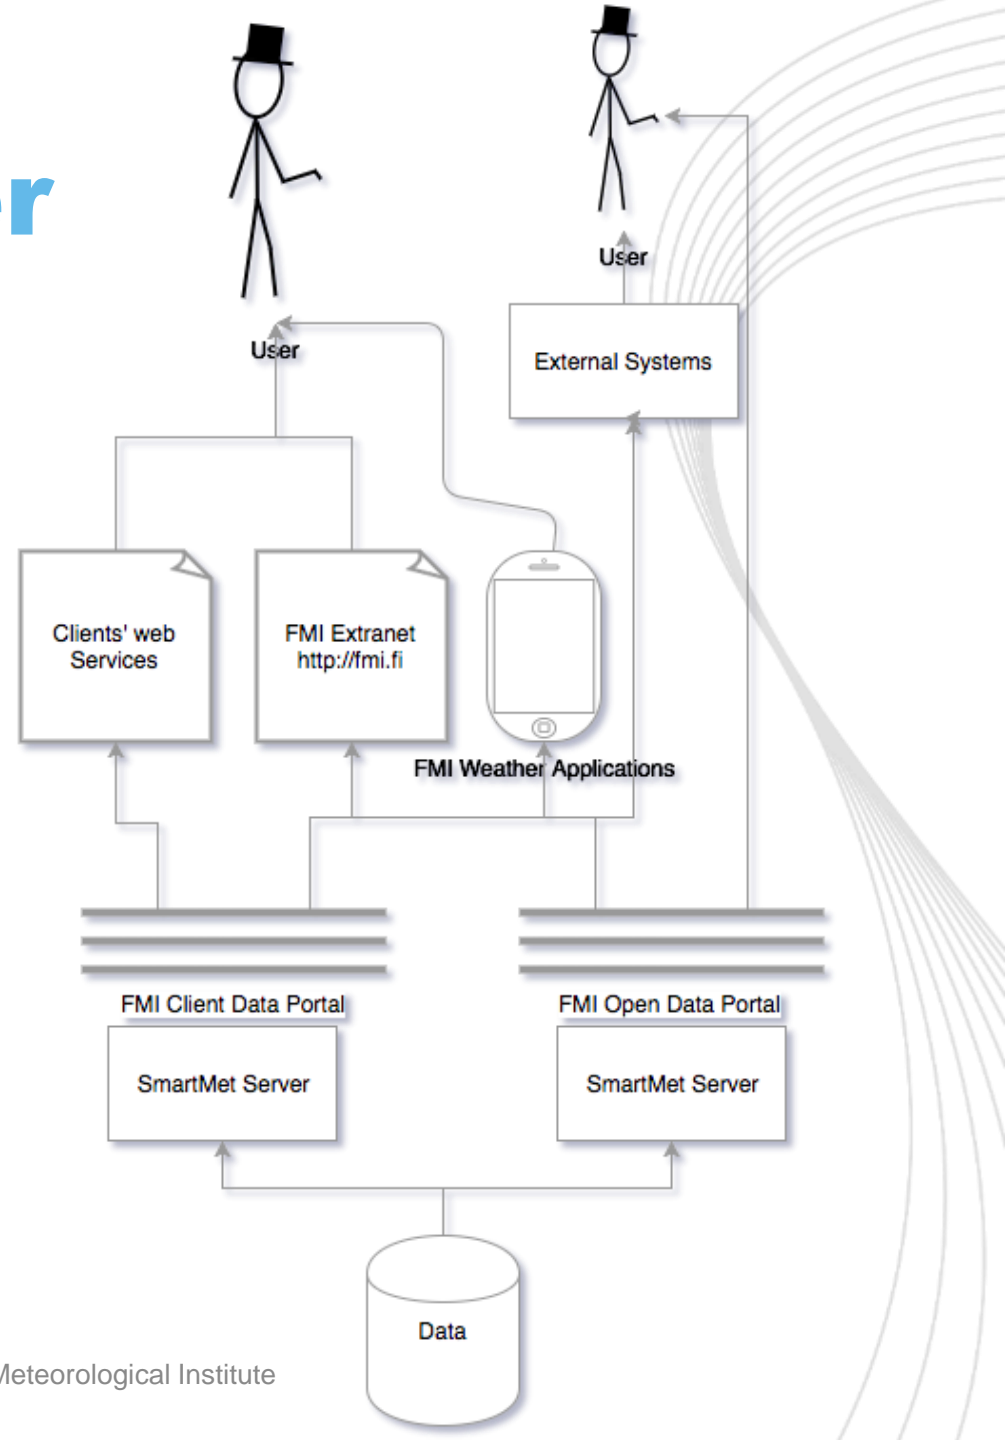 er
User
User
External Systems
Clients' web
Services
FMI Extranet
http://fmi.fi
FMI Weather Applications
FMI Client Data Portal
FMI Open Data Portal
SmartMet Server
SmartMet Server
Data
Meteorological Institute